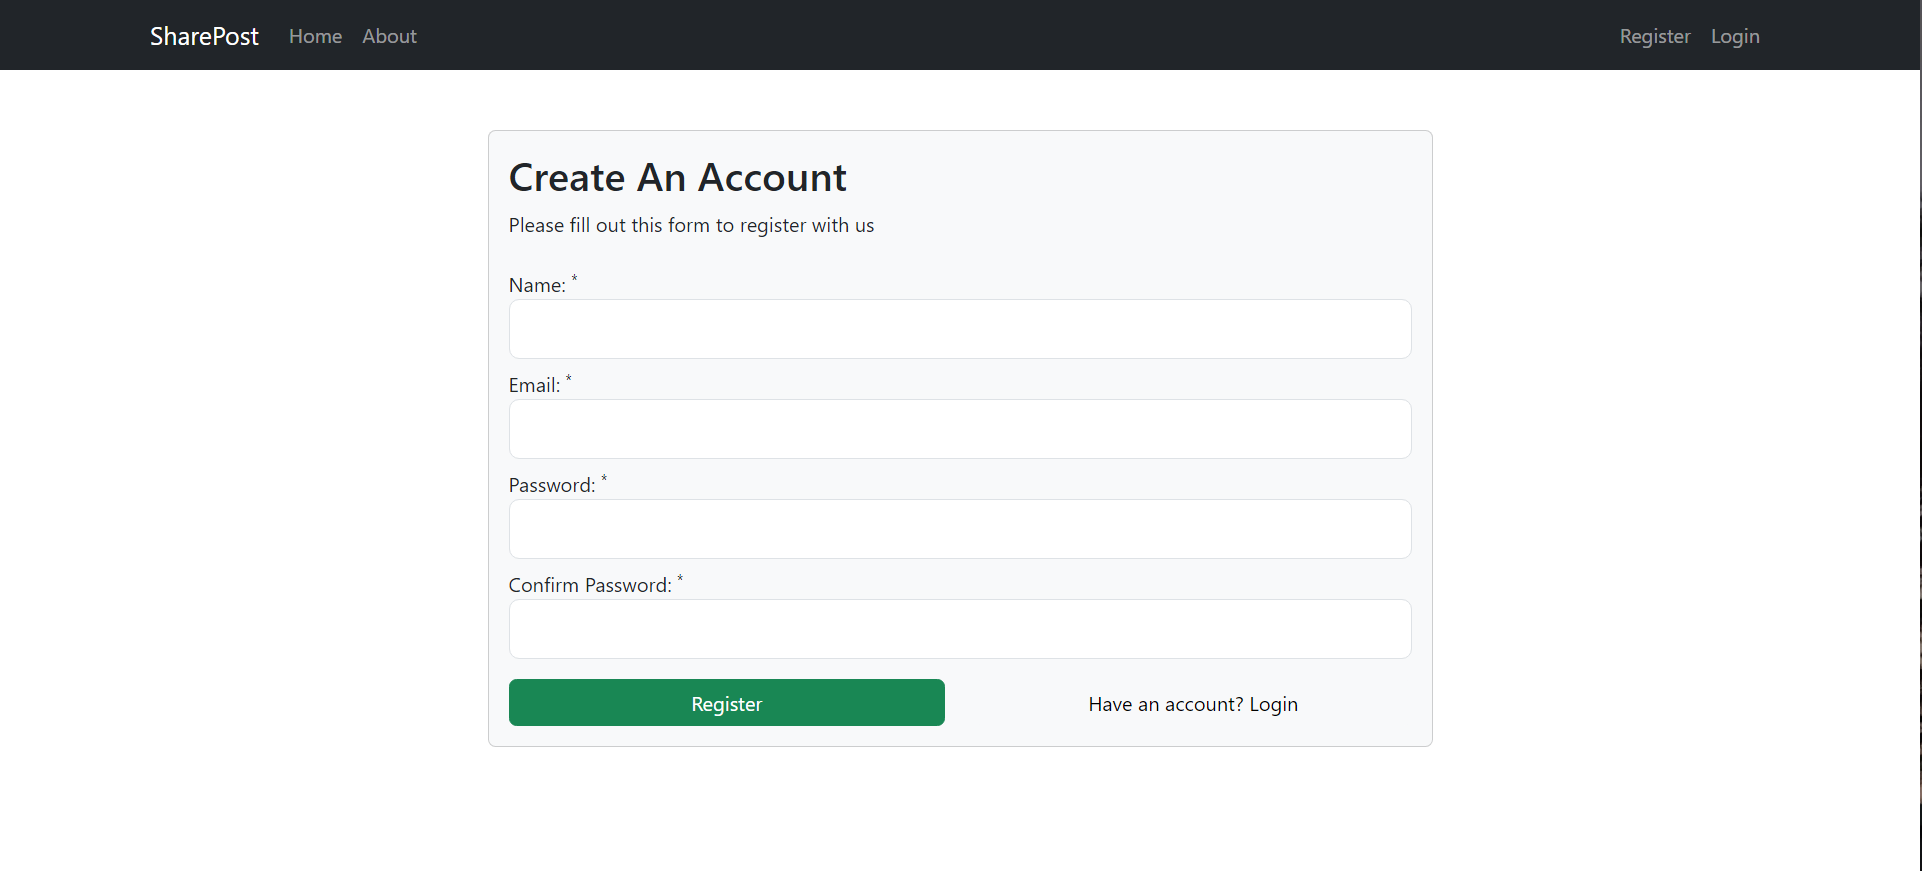 SharePost Home About Register Login
Create An Account
Please fill out this form to register with us
Name: *
Email: *
Password: *
Confirm Password: *
Register Have an account? Login